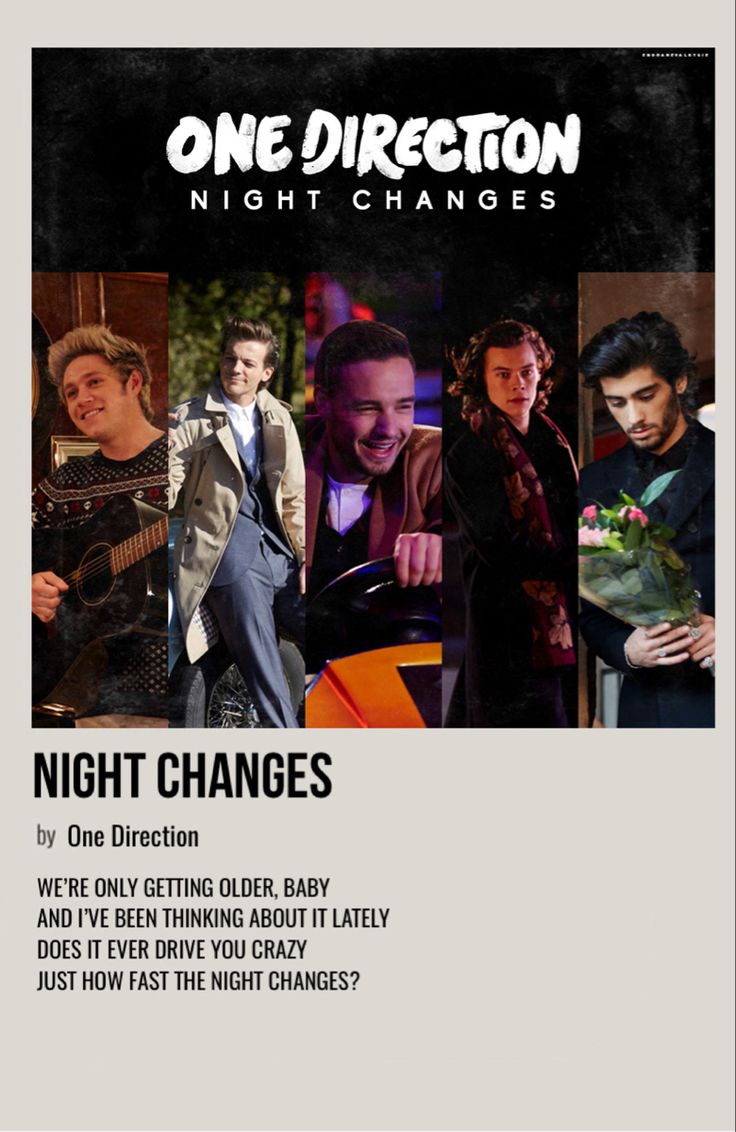 ONE DIRECTION
NIGHT CHANGES
NIGHT CHANGES
by One Direction
WE'RE ONLY GETTING OLDER, BABY
AND I'VE BEEN THINKING ABOUT IT LATELY
DOES IT EVER DRIVE YOU CRAZY
JUST HOW FAST THE NIGHT CHANGES?